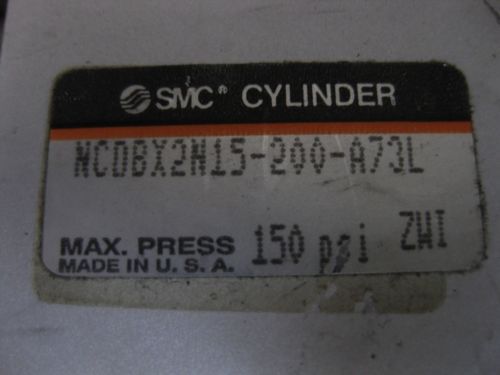 SMC® CYLINDER
NCDBX2N15-200-A73L
MAX. PRESS 150 psi ZWI
MADE IN U.S.A.